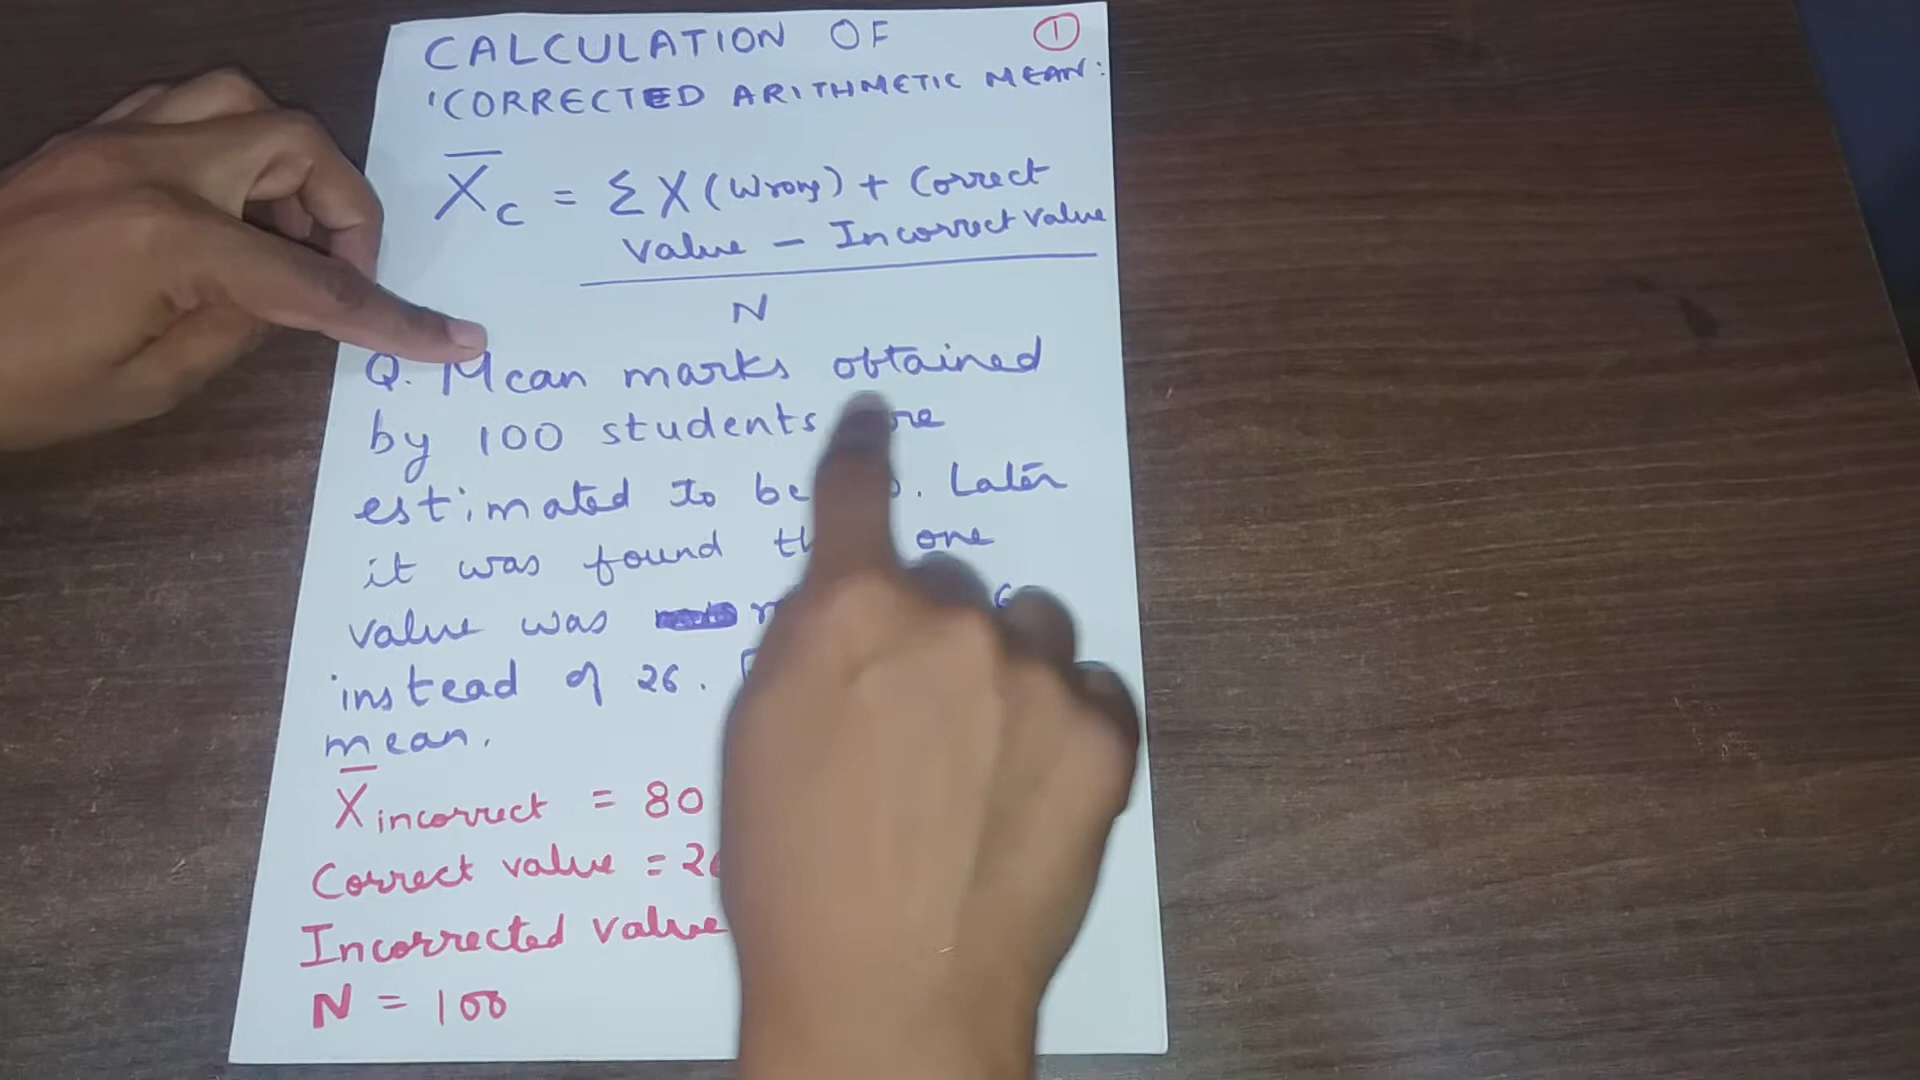 CALCULATION OF
①
'CORRECTED ARITHMETIC MEAN:
X̅c = ΣX (Wrong) + Correct
Value − Incorrect Value
N
Q. Mean marks obtained
by 100 students
estimated to be . Later
it was found one
value was
instead of 26.
mean.
X̅ incorrect = 80
Correct value = 26
Incorrected value
N = 100